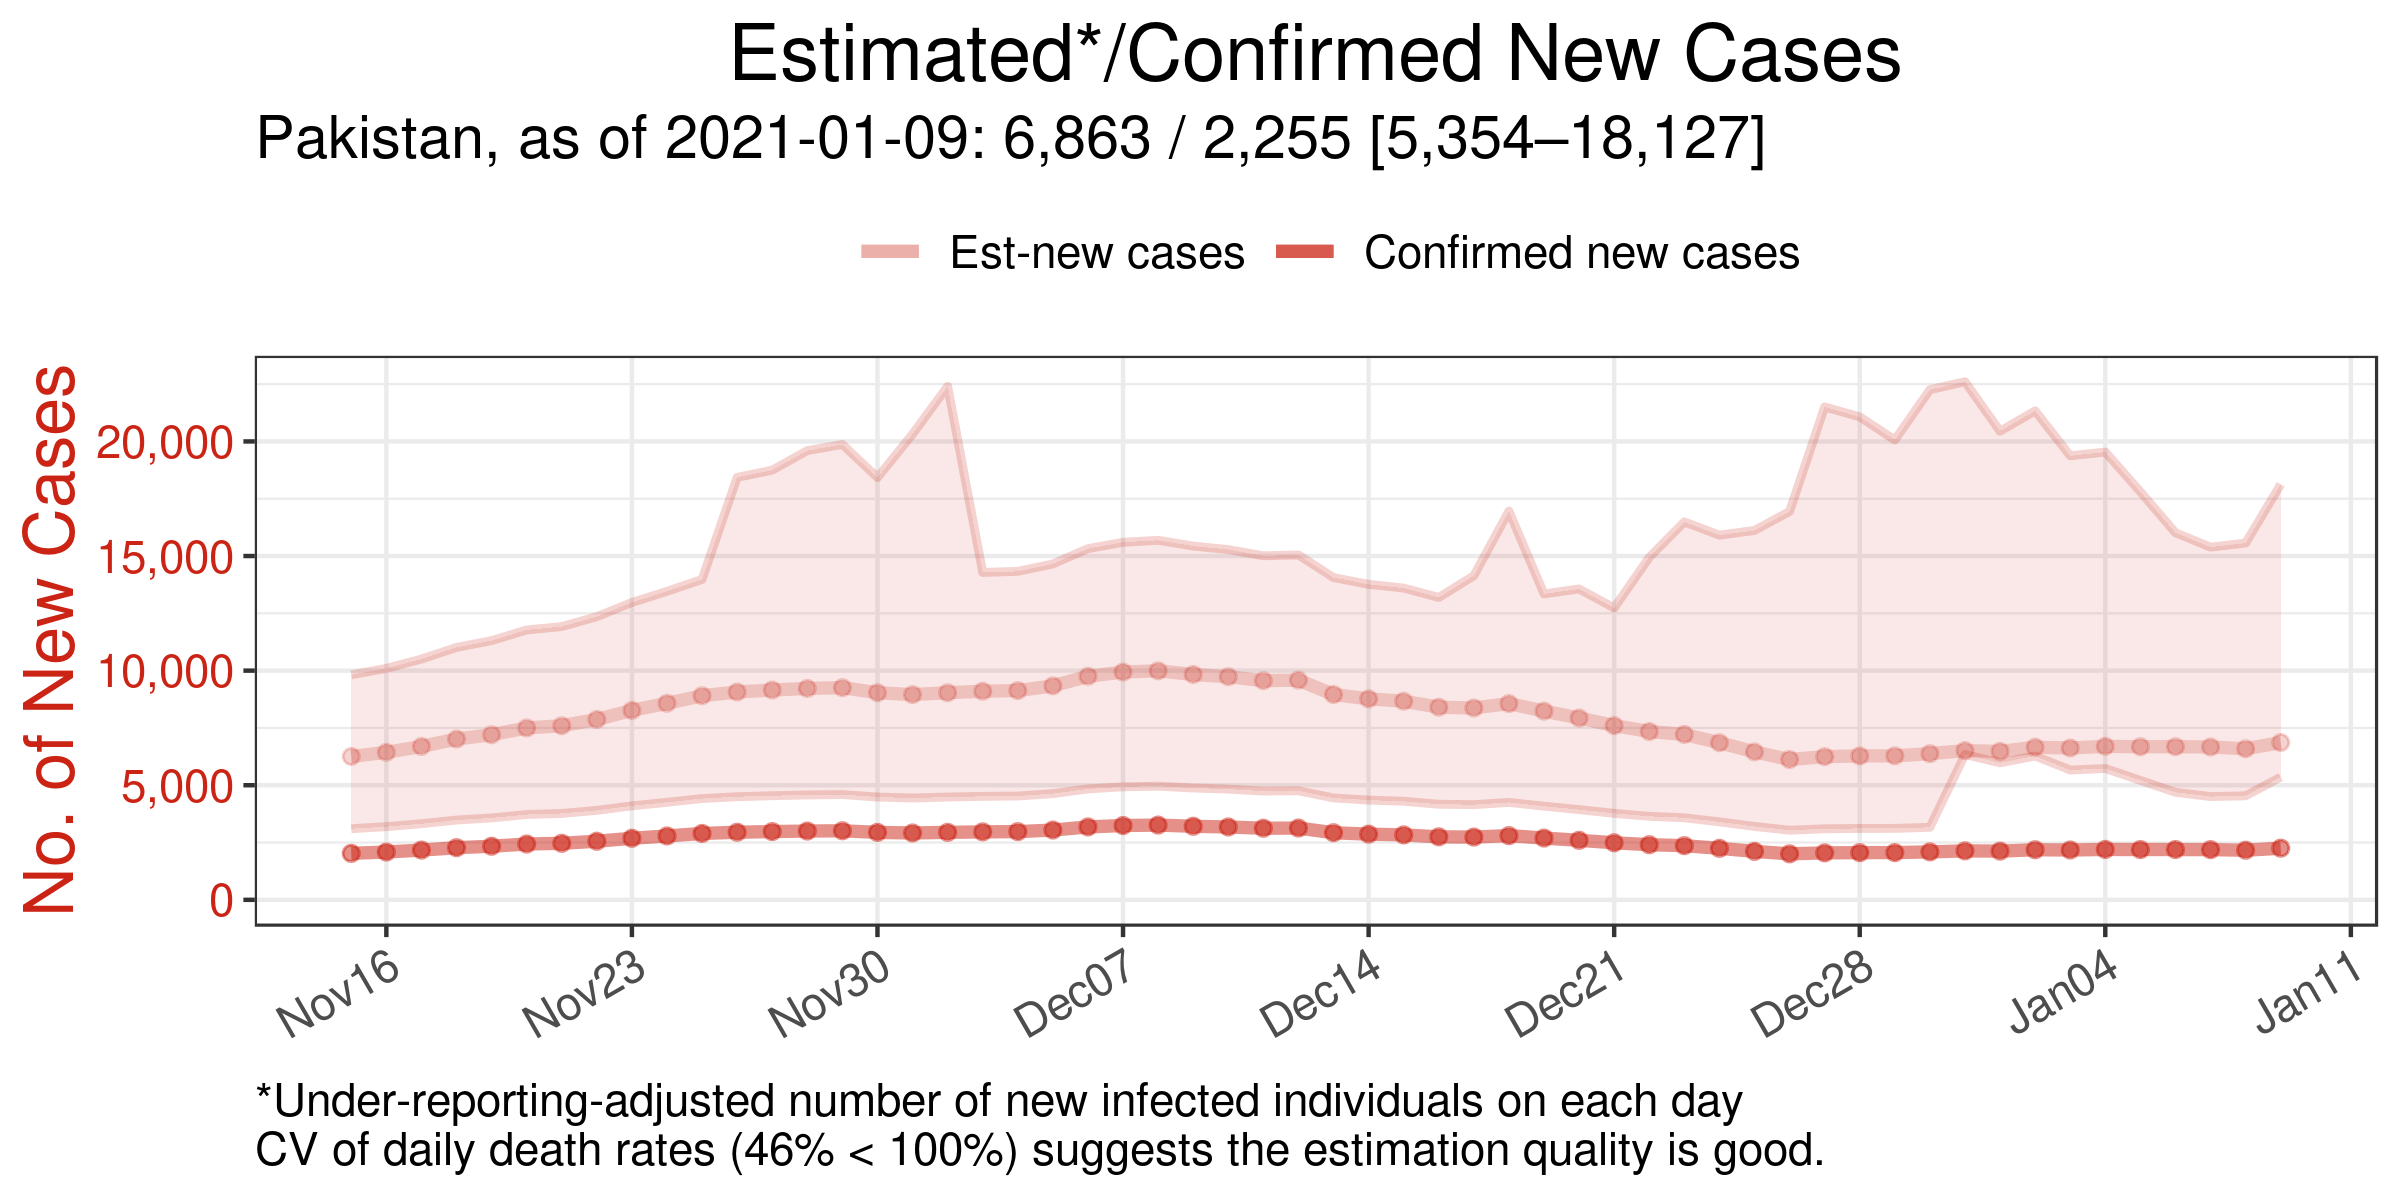 Estimated*/Confirmed New Cases
Pakistan, as of 2021-01-09: 6,863 / 2,255 [5,354–18,127]
Est-new cases
Confirmed new cases
No. of New Cases
20,000
15,000
10,000
5,000
0
Nov16
Nov23
Nov30
Dec07
Dec14
Dec21
Dec28
Jan04
Jan11
*Under-reporting-adjusted number of new infected individuals on each day
CV of daily death rates (46% < 100%) suggests the estimation quality is good.